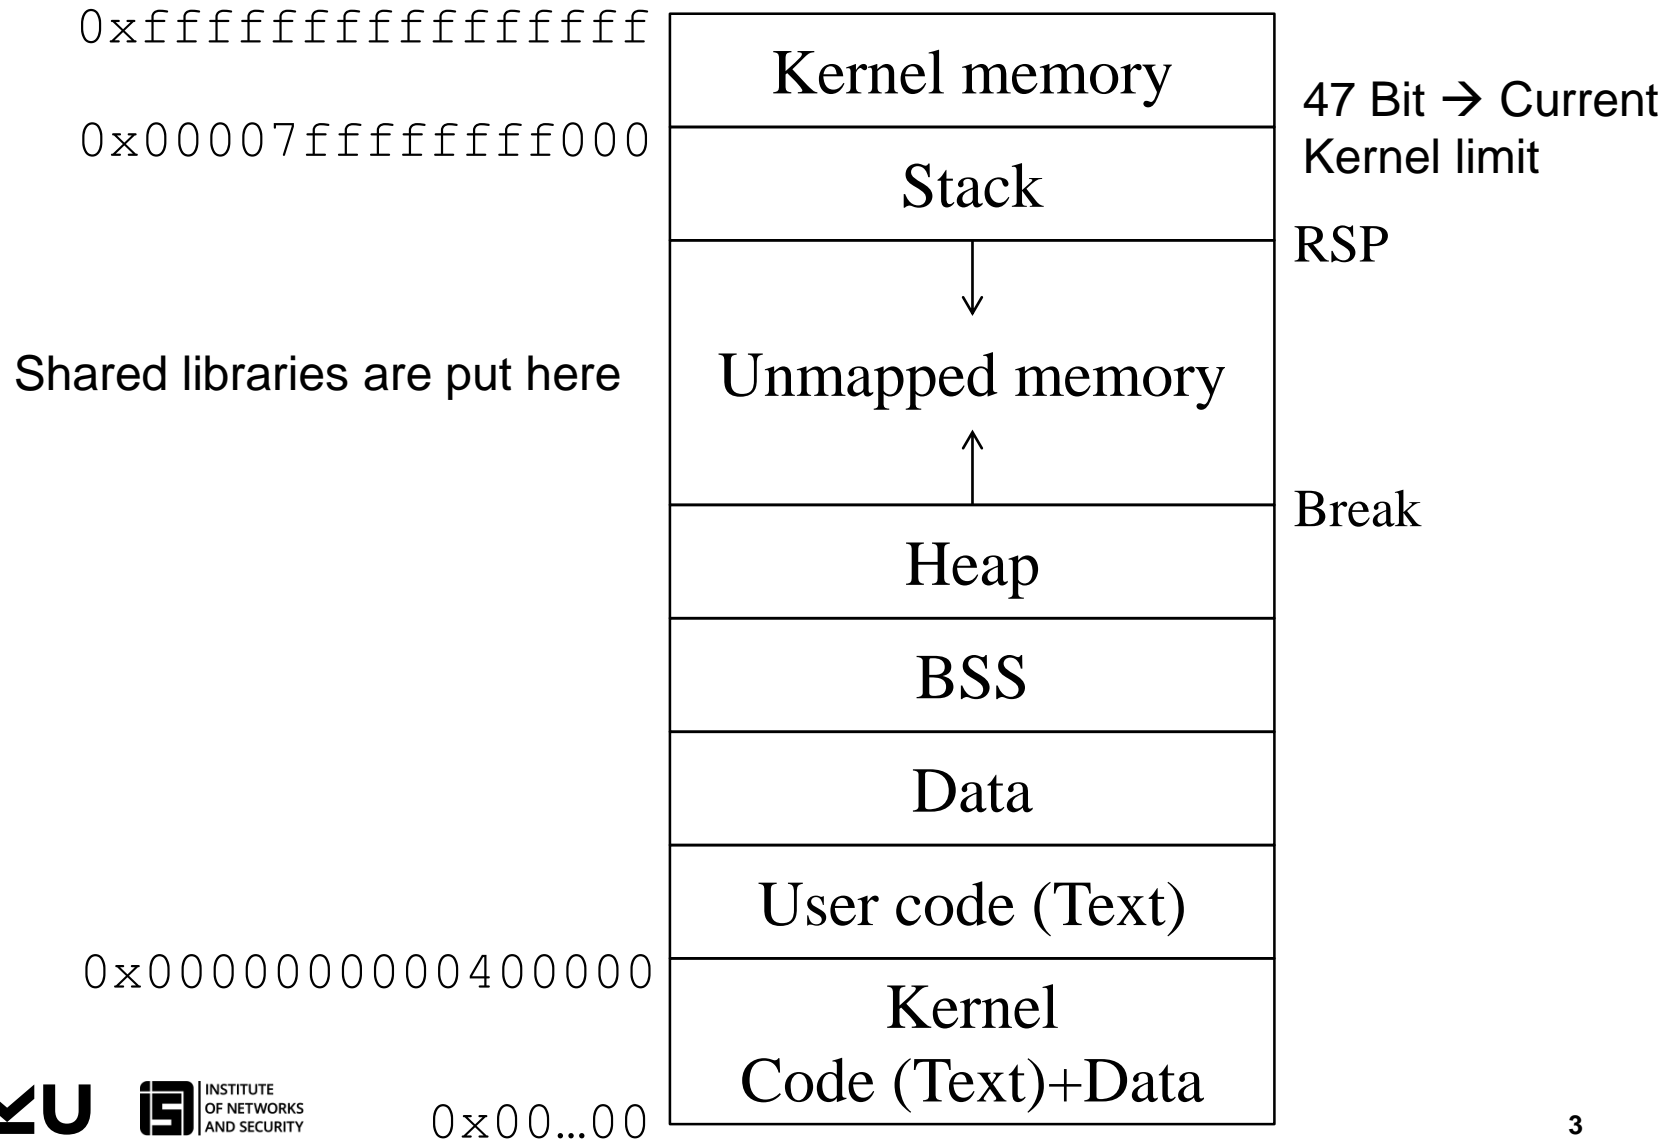 0xffffffffffffffff
Kernel memory
47 Bit → Current
Kernel limit
0x00007ffffffff000
Stack
RSP
Shared libraries are put here
Unmapped memory
Break
Heap
BSS
Data
User code (Text)
0x0000000000400000
Kernel
Code (Text)+Data
INSTITUTE
OF NETWORKS
AND SECURITY
0x00…00
3